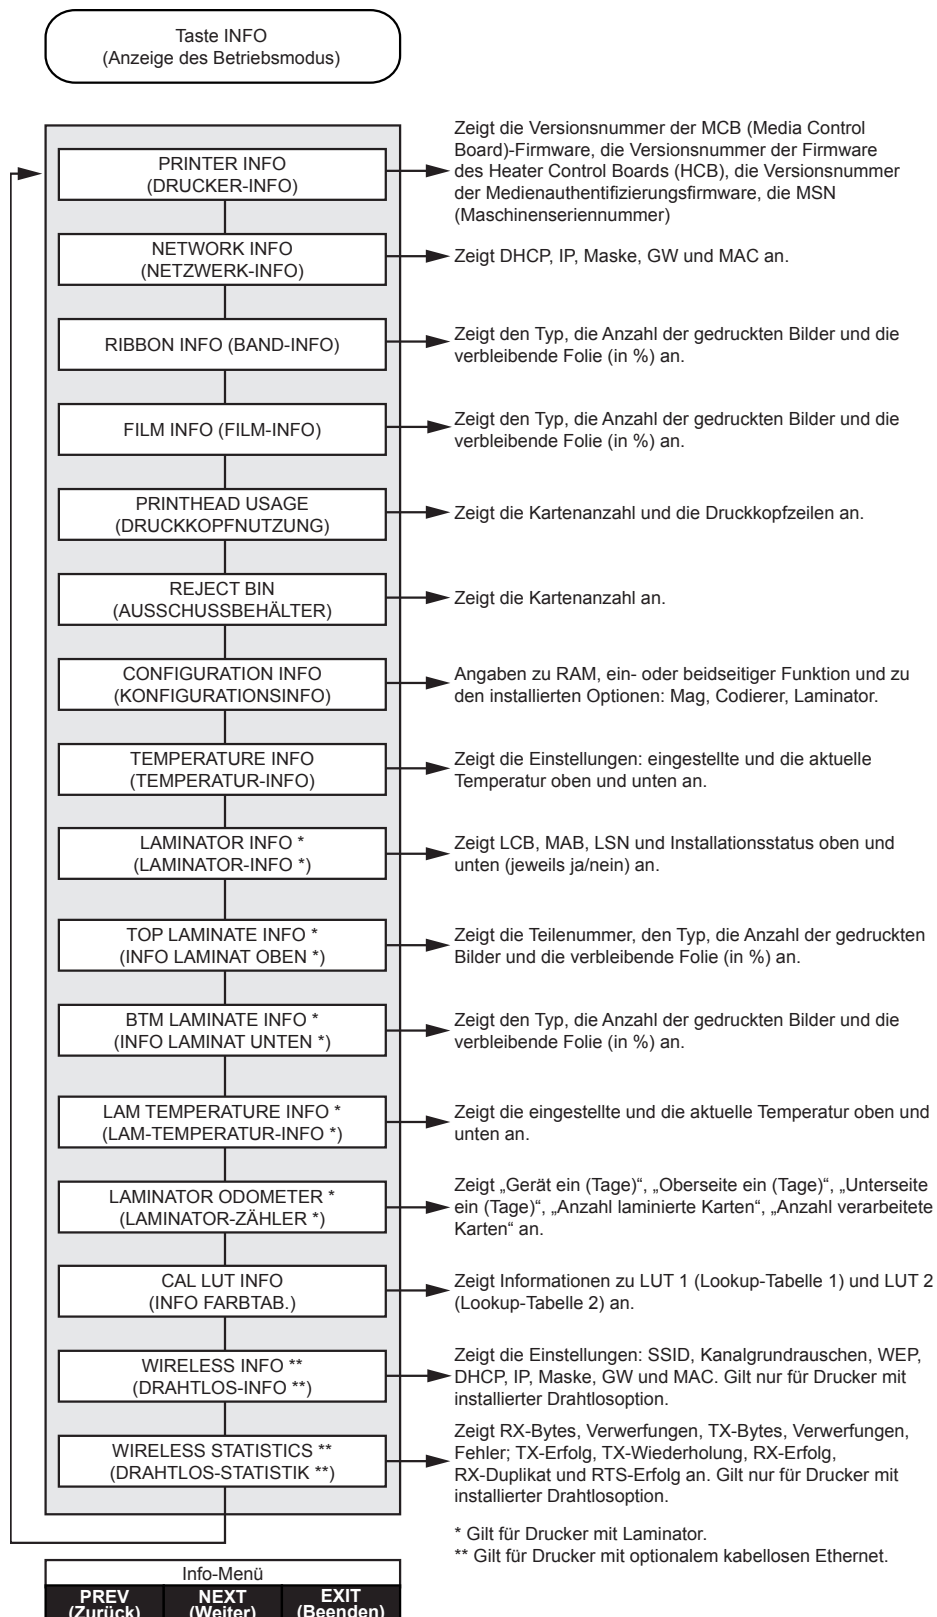 Taste INFO
(Anzeige des Betriebsmodus)
PRINTER INFO
(DRUCKER-INFO)
Zeigt die Versionsnummer der MCB (Media Control
Board)-Firmware, die Versionsnummer der Firmware
des Heater Control Boards (HCB), die Versionsnummer
der Medienauthentifizierungsfirmware, die MSN
(Maschinenseriennummer)
NETWORK INFO
(NETZWERK-INFO)
Zeigt DHCP, IP, Maske, GW und MAC an.
RIBBON INFO (BAND-INFO)
Zeigt den Typ, die Anzahl der gedruckten Bilder und die
verbleibende Folie (in %) an.
FILM INFO (FILM-INFO)
Zeigt den Typ, die Anzahl der gedruckten Bilder und die
verbleibende Folie (in %) an.
PRINTHEAD USAGE
(DRUCKKOPFNUTZUNG)
Zeigt die Kartenanzahl und die Druckkopfzeilen an.
REJECT BIN
(AUSSCHUSSBEHÄLTER)
Zeigt die Kartenanzahl an.
CONFIGURATION INFO
(KONFIGURATIONSINFO)
Angaben zu RAM, ein- oder beidseitiger Funktion und zu
den installierten Optionen: Mag, Codierer, Laminator.
TEMPERATURE INFO
(TEMPERATUR-INFO)
Zeigt die Einstellungen: eingestellte und die aktuelle
Temperatur oben und unten an.
LAMINATOR INFO *
(LAMINATOR-INFO *)
Zeigt LCB, MAB, LSN und Installationsstatus oben und
unten (jeweils ja/nein) an.
TOP LAMINATE INFO *
(INFO LAMINAT OBEN *)
Zeigt die Teilenummer, den Typ, die Anzahl der gedruckten
Bilder und die verbleibende Folie (in %) an.
BTM LAMINATE INFO *
(INFO LAMINAT UNTEN *)
Zeigt den Typ, die Anzahl der gedruckten Bilder und die
verbleibende Folie (in %) an.
LAM TEMPERATURE INFO *
(LAM-TEMPERATUR-INFO *)
Zeigt die eingestellte und die aktuelle Temperatur oben und
unten an.
LAMINATOR ODOMETER *
(LAMINATOR-ZÄHLER *)
Zeigt „Gerät ein (Tage)“, „Oberseite ein (Tage)“, „Unterseite
ein (Tage)“, „Anzahl laminierte Karten“, „Anzahl verarbeitete
Karten“ an.
CAL LUT INFO
(INFO FARBTAB.)
Zeigt Informationen zu LUT 1 (Lookup-Tabelle 1) und LUT 2
(Lookup-Tabelle 2) an.
WIRELESS INFO **
(DRAHTLOS-INFO **)
Zeigt die Einstellungen: SSID, Kanalgrundrauschen, WEP,
DHCP, IP, Maske, GW und MAC. Gilt nur für Drucker mit
installierter Drahtlosoption.
WIRELESS STATISTICS **
(DRAHTLOS-STATISTIK **)
Zeigt RX-Bytes, Verwerfungen, TX-Bytes, Verwerfungen,
Fehler; TX-Erfolg, TX-Wiederholung, RX-Erfolg,
RX-Duplikat und RTS-Erfolg an. Gilt nur für Drucker mit
installierter Drahtlosoption.
* Gilt für Drucker mit Laminator.
** Gilt für Drucker mit optionalem kabellosen Ethernet.
Info-Menü
PREV NEXT EXIT
(Zurück) (Weiter) (Beenden)